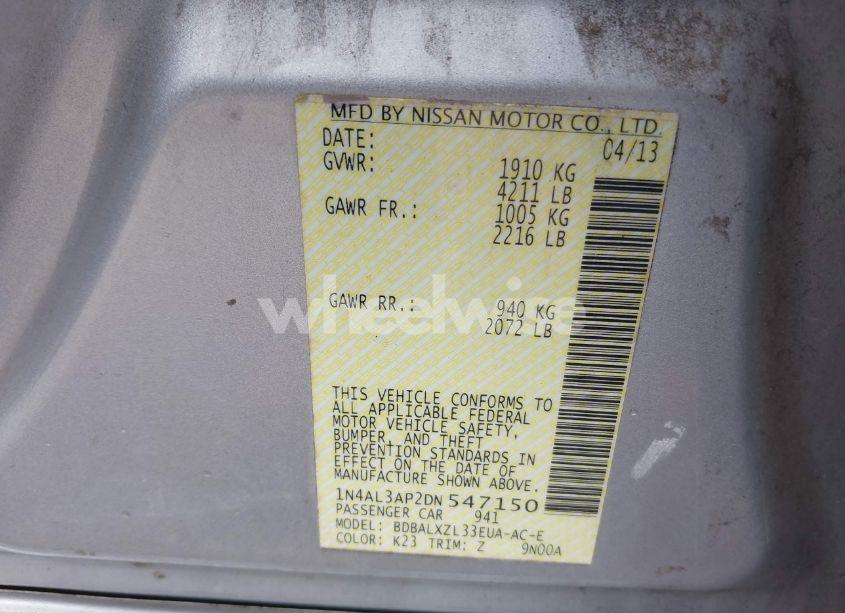 MFD BY NISSAN MOTOR CO., LTD.
DATE: 04/13
GVWR: 1910 KG
4211 LB
GAWR FR.: 1005 KG
2216 LB
wheelwise
GAWR RR.: 940 KG
2072 LB
THIS VEHICLE CONFORMS TO
ALL APPLICABLE FEDERAL
MOTOR VEHICLE SAFETY,
BUMPER, AND THEFT
PREVENTION STANDARDS IN
EFFECT ON THE DATE OF
MANUFACTURE SHOWN ABOVE.
1N4AL3AP2DN547150
PASSENGER CAR 941
MODEL: BDBALXZL33EUA-AC-E
COLOR: K23 TRIM: Z 9N00A